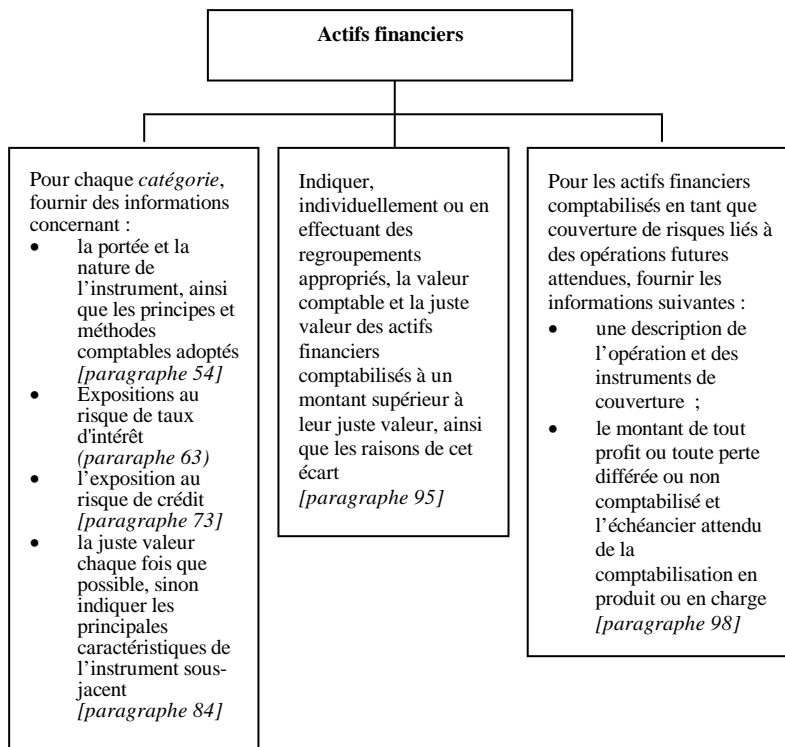 Actifs financiers
Pour chaque catégorie,
fournir des informations
concernant :
• la portée et la
nature de
l'instrument, ainsi
que les principes et
méthodes
comptables adoptés
[paragraphe 54]
• Expositions au
risque de taux
d'intérêt
(pararaphe 63)
• l'exposition au
risque de crédit
[paragraphe 73]
• la juste valeur
chaque fois que
possible, sinon
indiquer les
principales
caractéristiques de
l'instrument sous-
jacent
[paragraphe 84]
Indiquer,
individuellement ou en
effectuant des
regroupements
appropriés, la valeur
comptable et la juste
valeur des actifs
financiers
comptabilisés à un
montant supérieur à
leur juste valeur, ainsi
que les raisons de cet
écart
[paragraphe 95]
Pour les actifs financiers
comptabilisés en tant que
couverture de risques liés à
des opérations futures
attendues, fournir les
informations suivantes :
• une description de
l'opération et des
instruments de
couverture ;
• le montant de tout
profit ou toute perte
différée ou non
comptabilisé et
l'échéancier attendu
de la
comptabilisation en
produit ou en charge
[paragraphe 98]